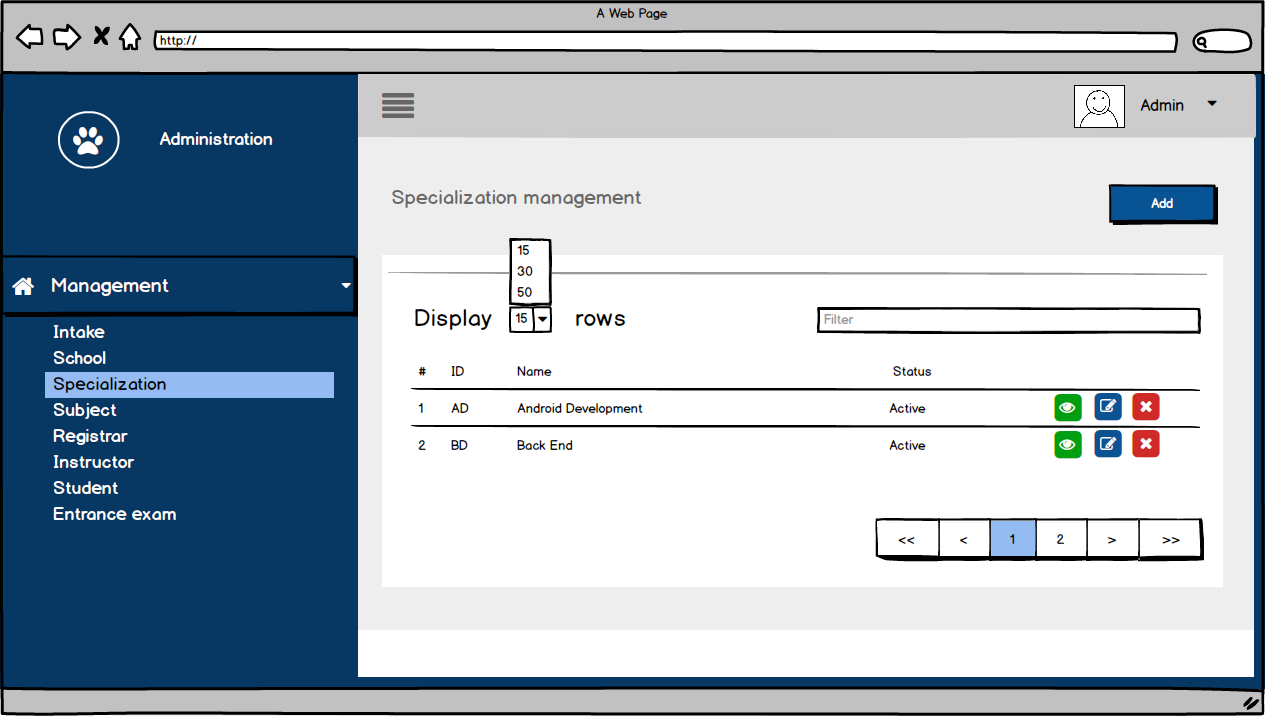 A Web Page
http://
Admin
Administration
Specialization management
Add
15
30
50
Management
Display 15 rows
Filter
Intake
School
Specialization
Subject
Registrar
Instructor
Student
Entrance exam
# ID Name Status
1 AD Android Development Active
2 BD Back End Active
<< < 1 2 > >>